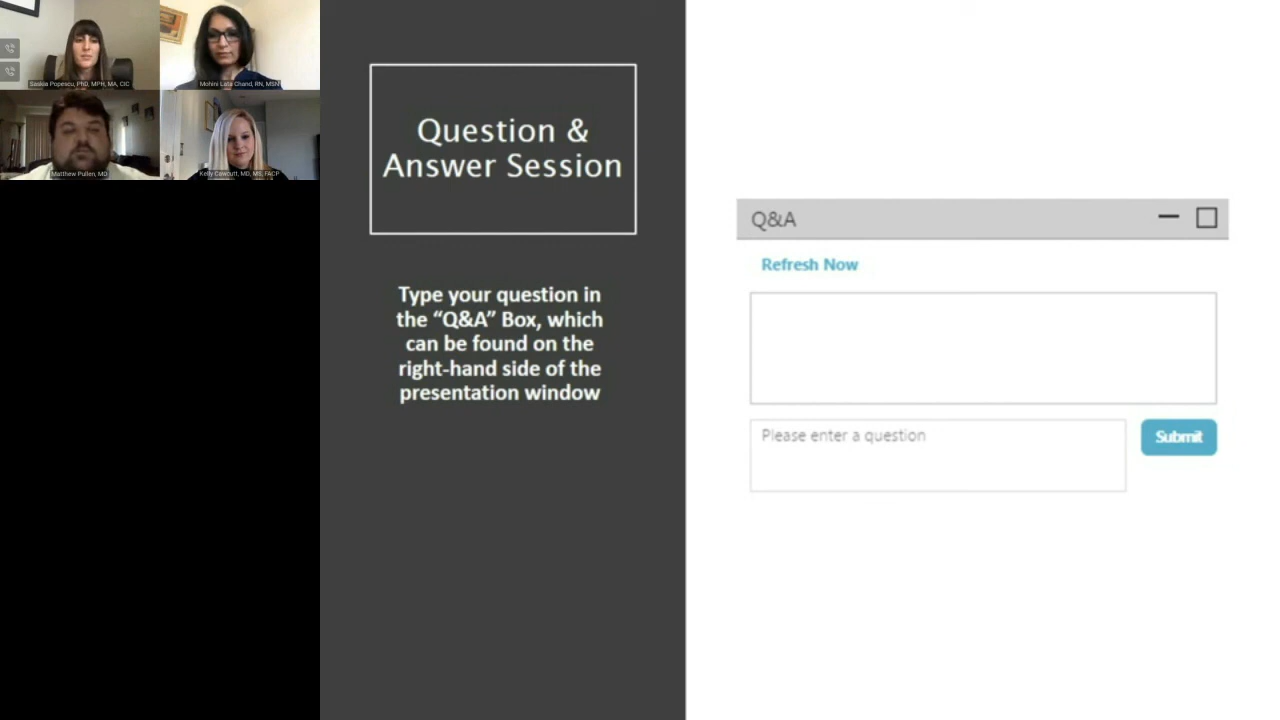 Saskia Popescu, PhD, MPH, MA, CIC
Mohini Lata Chand, RN, MSN
Matthew Pullen, MD
Kelly Cawcutt, MD, MS, FACP
Question &
Answer Session
Type your question in
the “Q&A” Box, which
can be found on the
right-hand side of the
presentation window
Q&A
Refresh Now
Please enter a question
Submit